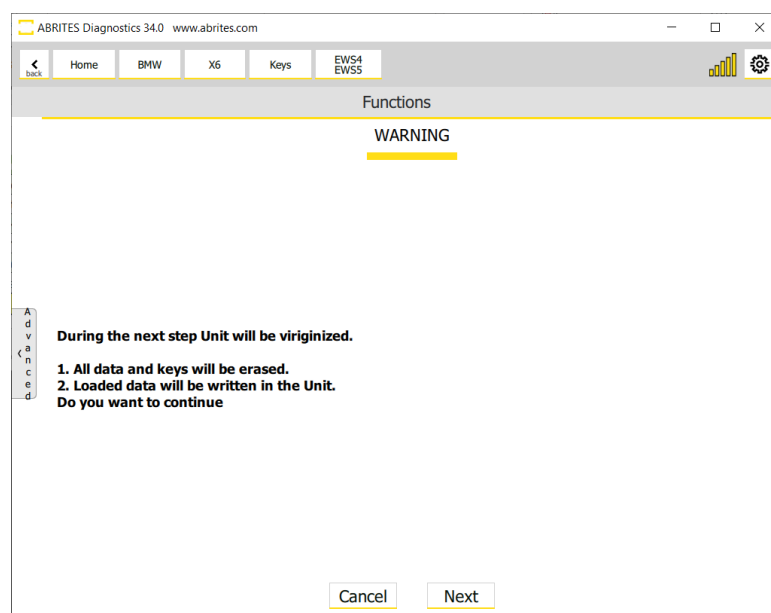 ABRITES Diagnostics 34.0 www.abrites.com
back
Home
BMW
X6
Keys
EWS4
EWS5
Functions
WARNING
Advanced
During the next step Unit will be viriginized.
1. All data and keys will be erased.
2. Loaded data will be written in the Unit.
Do you want to continue
Cancel
Next